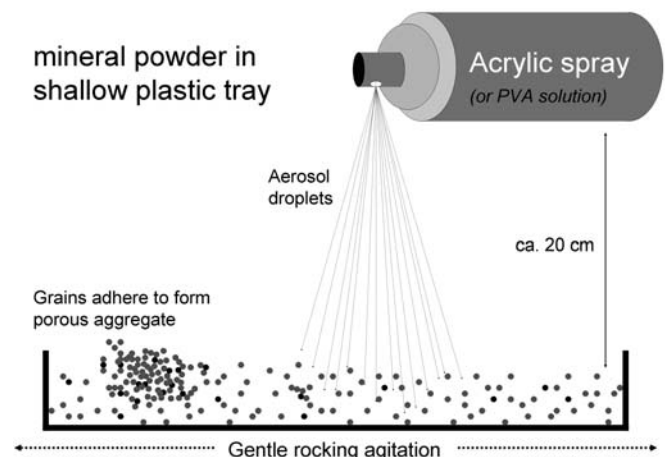 mineral powder in
shallow plastic tray
Acrylic spray
(or PVA solution)
Aerosol
droplets
ca. 20 cm
Grains adhere to form
porous aggregate
Gentle rocking agitation